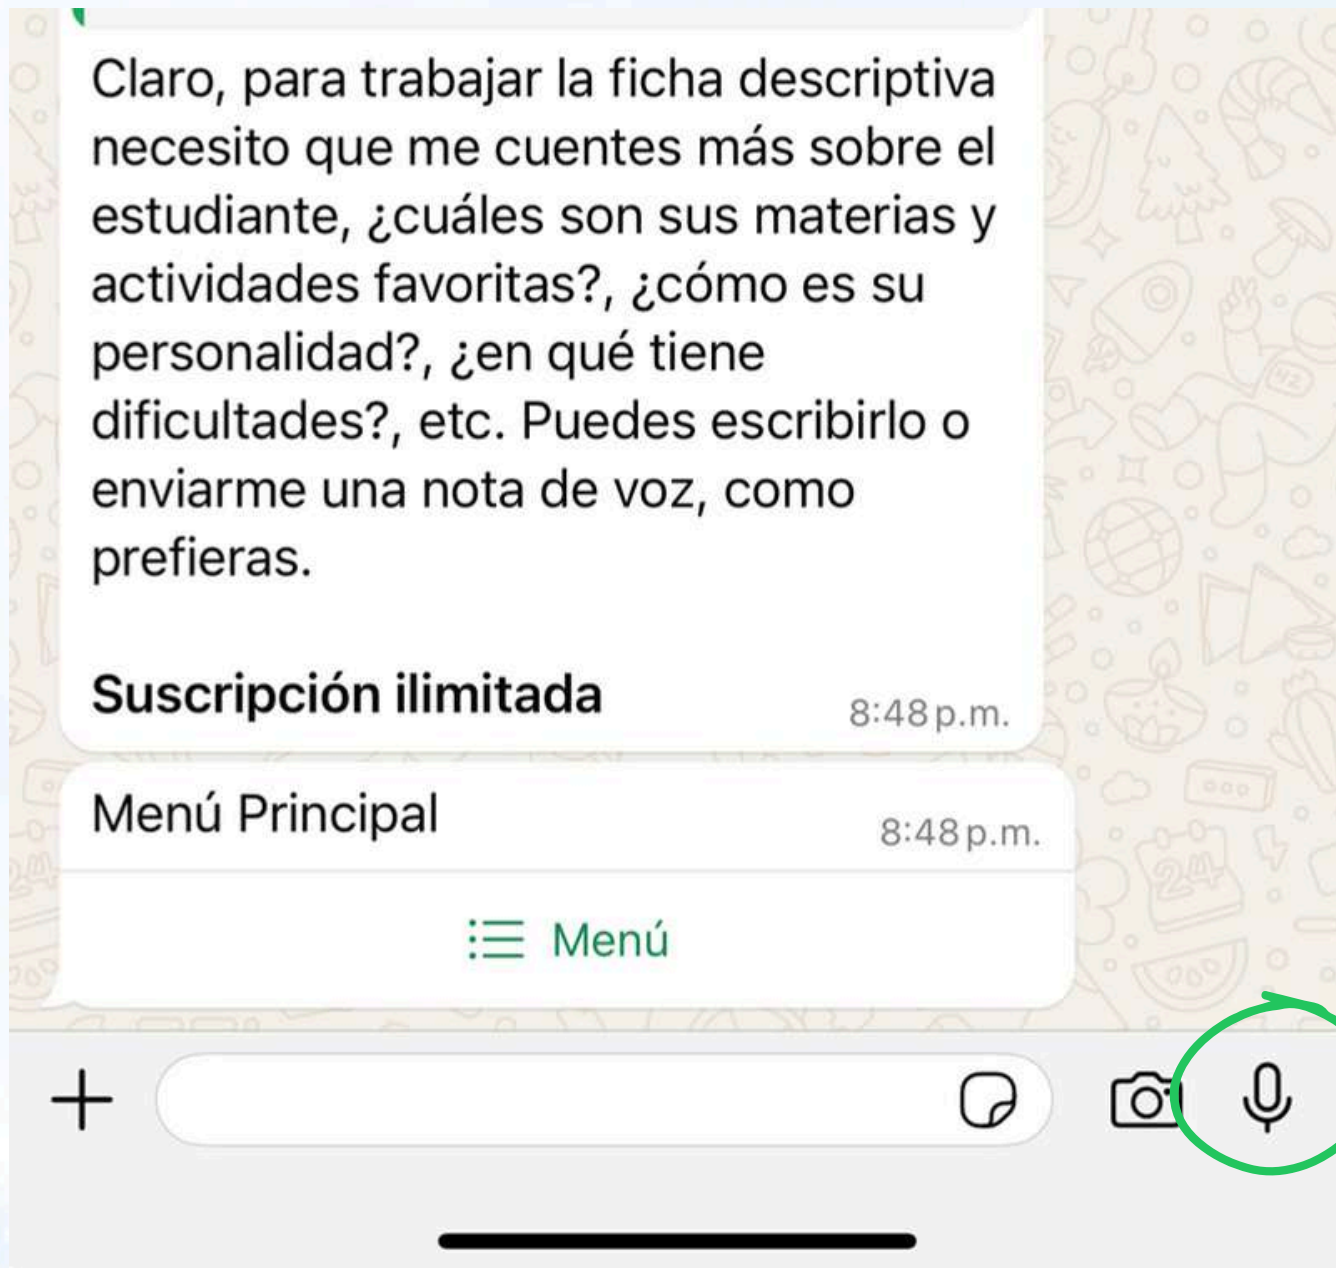 Claro, para trabajar la ficha descriptiva
necesito que me cuentes más sobre el
estudiante, ¿cuáles son sus materias y
actividades favoritas?, ¿cómo es su
personalidad?, ¿en qué tiene
dificultades?, etc. Puedes escribirlo o
enviarme una nota de voz, como
prefieras.
Suscripción ilimitada
8:48 p.m.
Menú Principal
8:48 p.m.
Menú